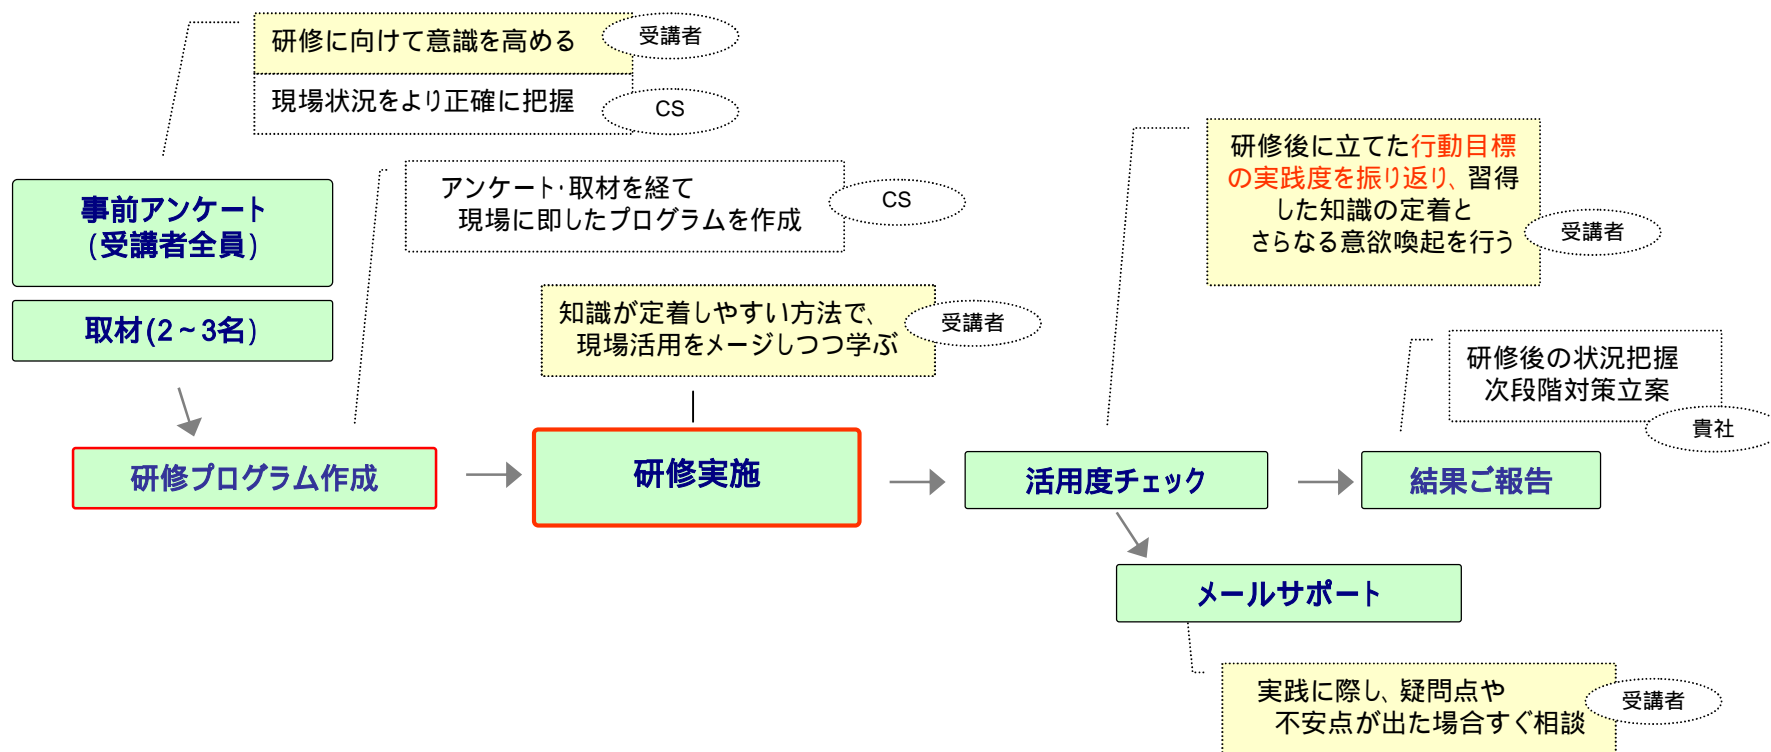 研修に向けて意識を高める
受講者
現場状況をより正確に把握
CS
事前アンケート
(受講者全員)
取材(2~3名)
アンケート・取材を経て
現場に即したプログラムを作成
CS
知識が定着しやすい方法で、
現場活用をメージしつつ学ぶ
受講者
研修後に立てた行動目標
の実践度を振り返り、習得
した知識の定着と
さらなる意欲喚起を行う
受講者
研修後の状況把握
次段階対策立案
貴社
研修プログラム作成
研修実施
活用度チェック
結果ご報告
メールサポート
実践に際し、疑問点や
不安点が出た場合すぐ相談
受講者